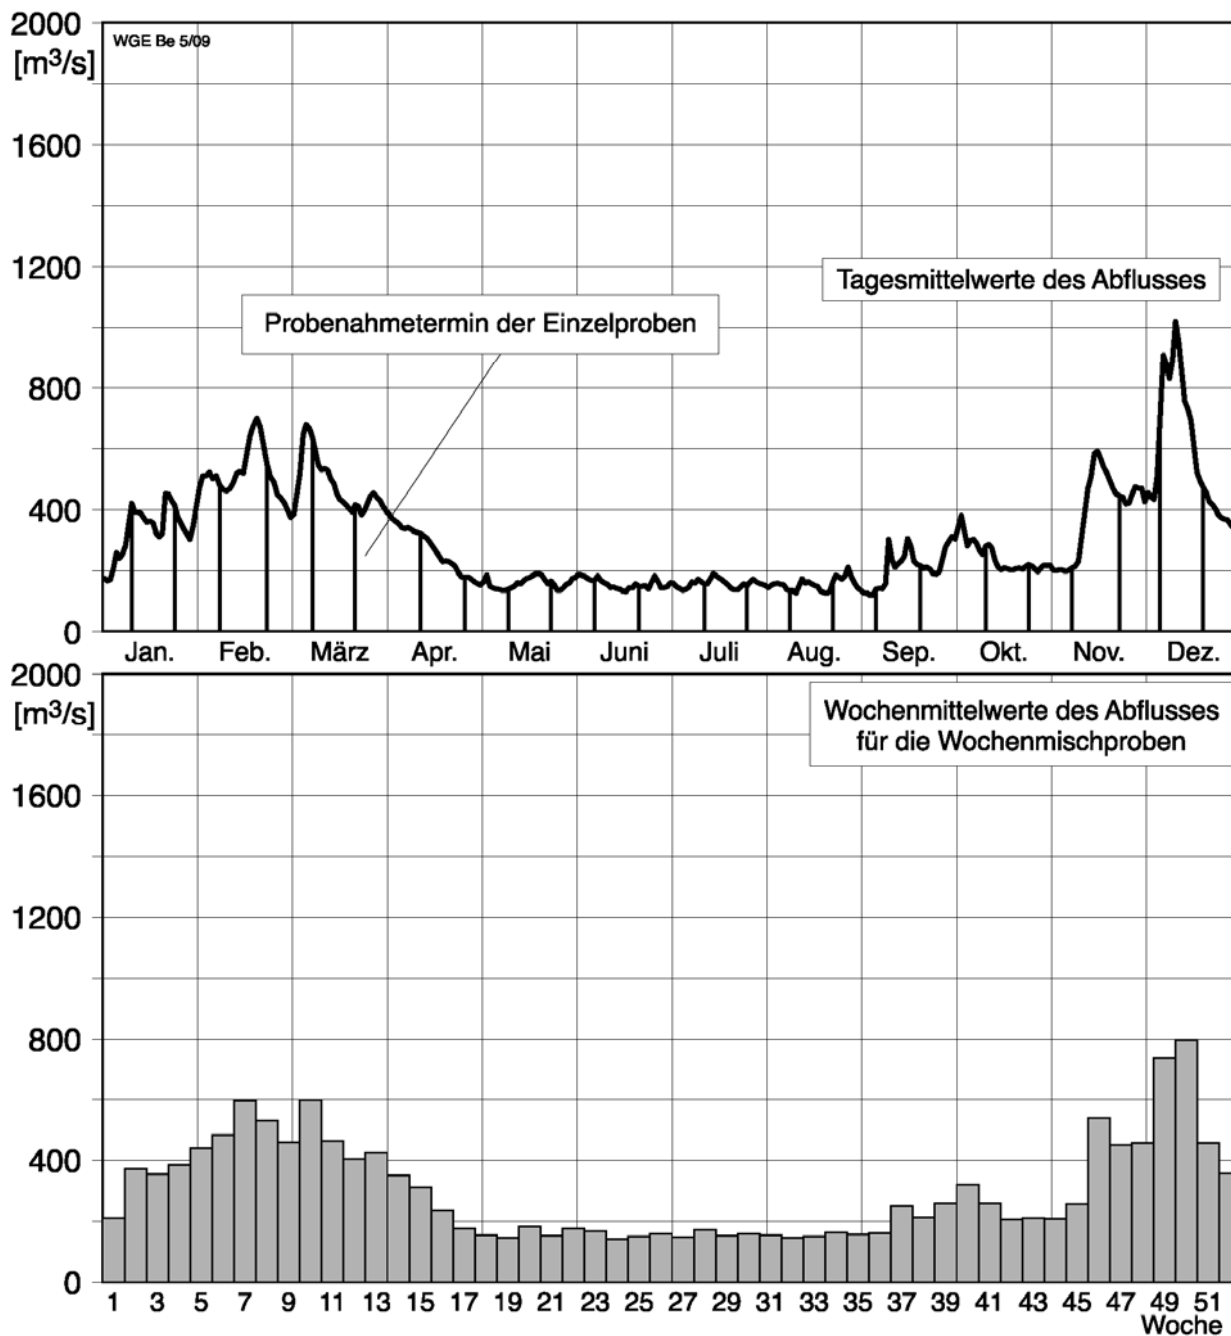 2000
[m³/s]
WGE Be 5/09
1600
1200
Tagesmittelwerte des Abflusses
Probenahmetermin der Einzelproben
800
400
0
Jan. Feb. März Apr. Mai Juni Juli Aug. Sep. Okt. Nov. Dez.
2000
[m³/s]
Wochenmittelwerte des Abflusses
für die Wochenmischproben
1600
1200
800
400
0
1 3 5 7 9 11 13 15 17 19 21 23 25 27 29 31 33 35 37 39 41 43 45 47 49 51
Woche